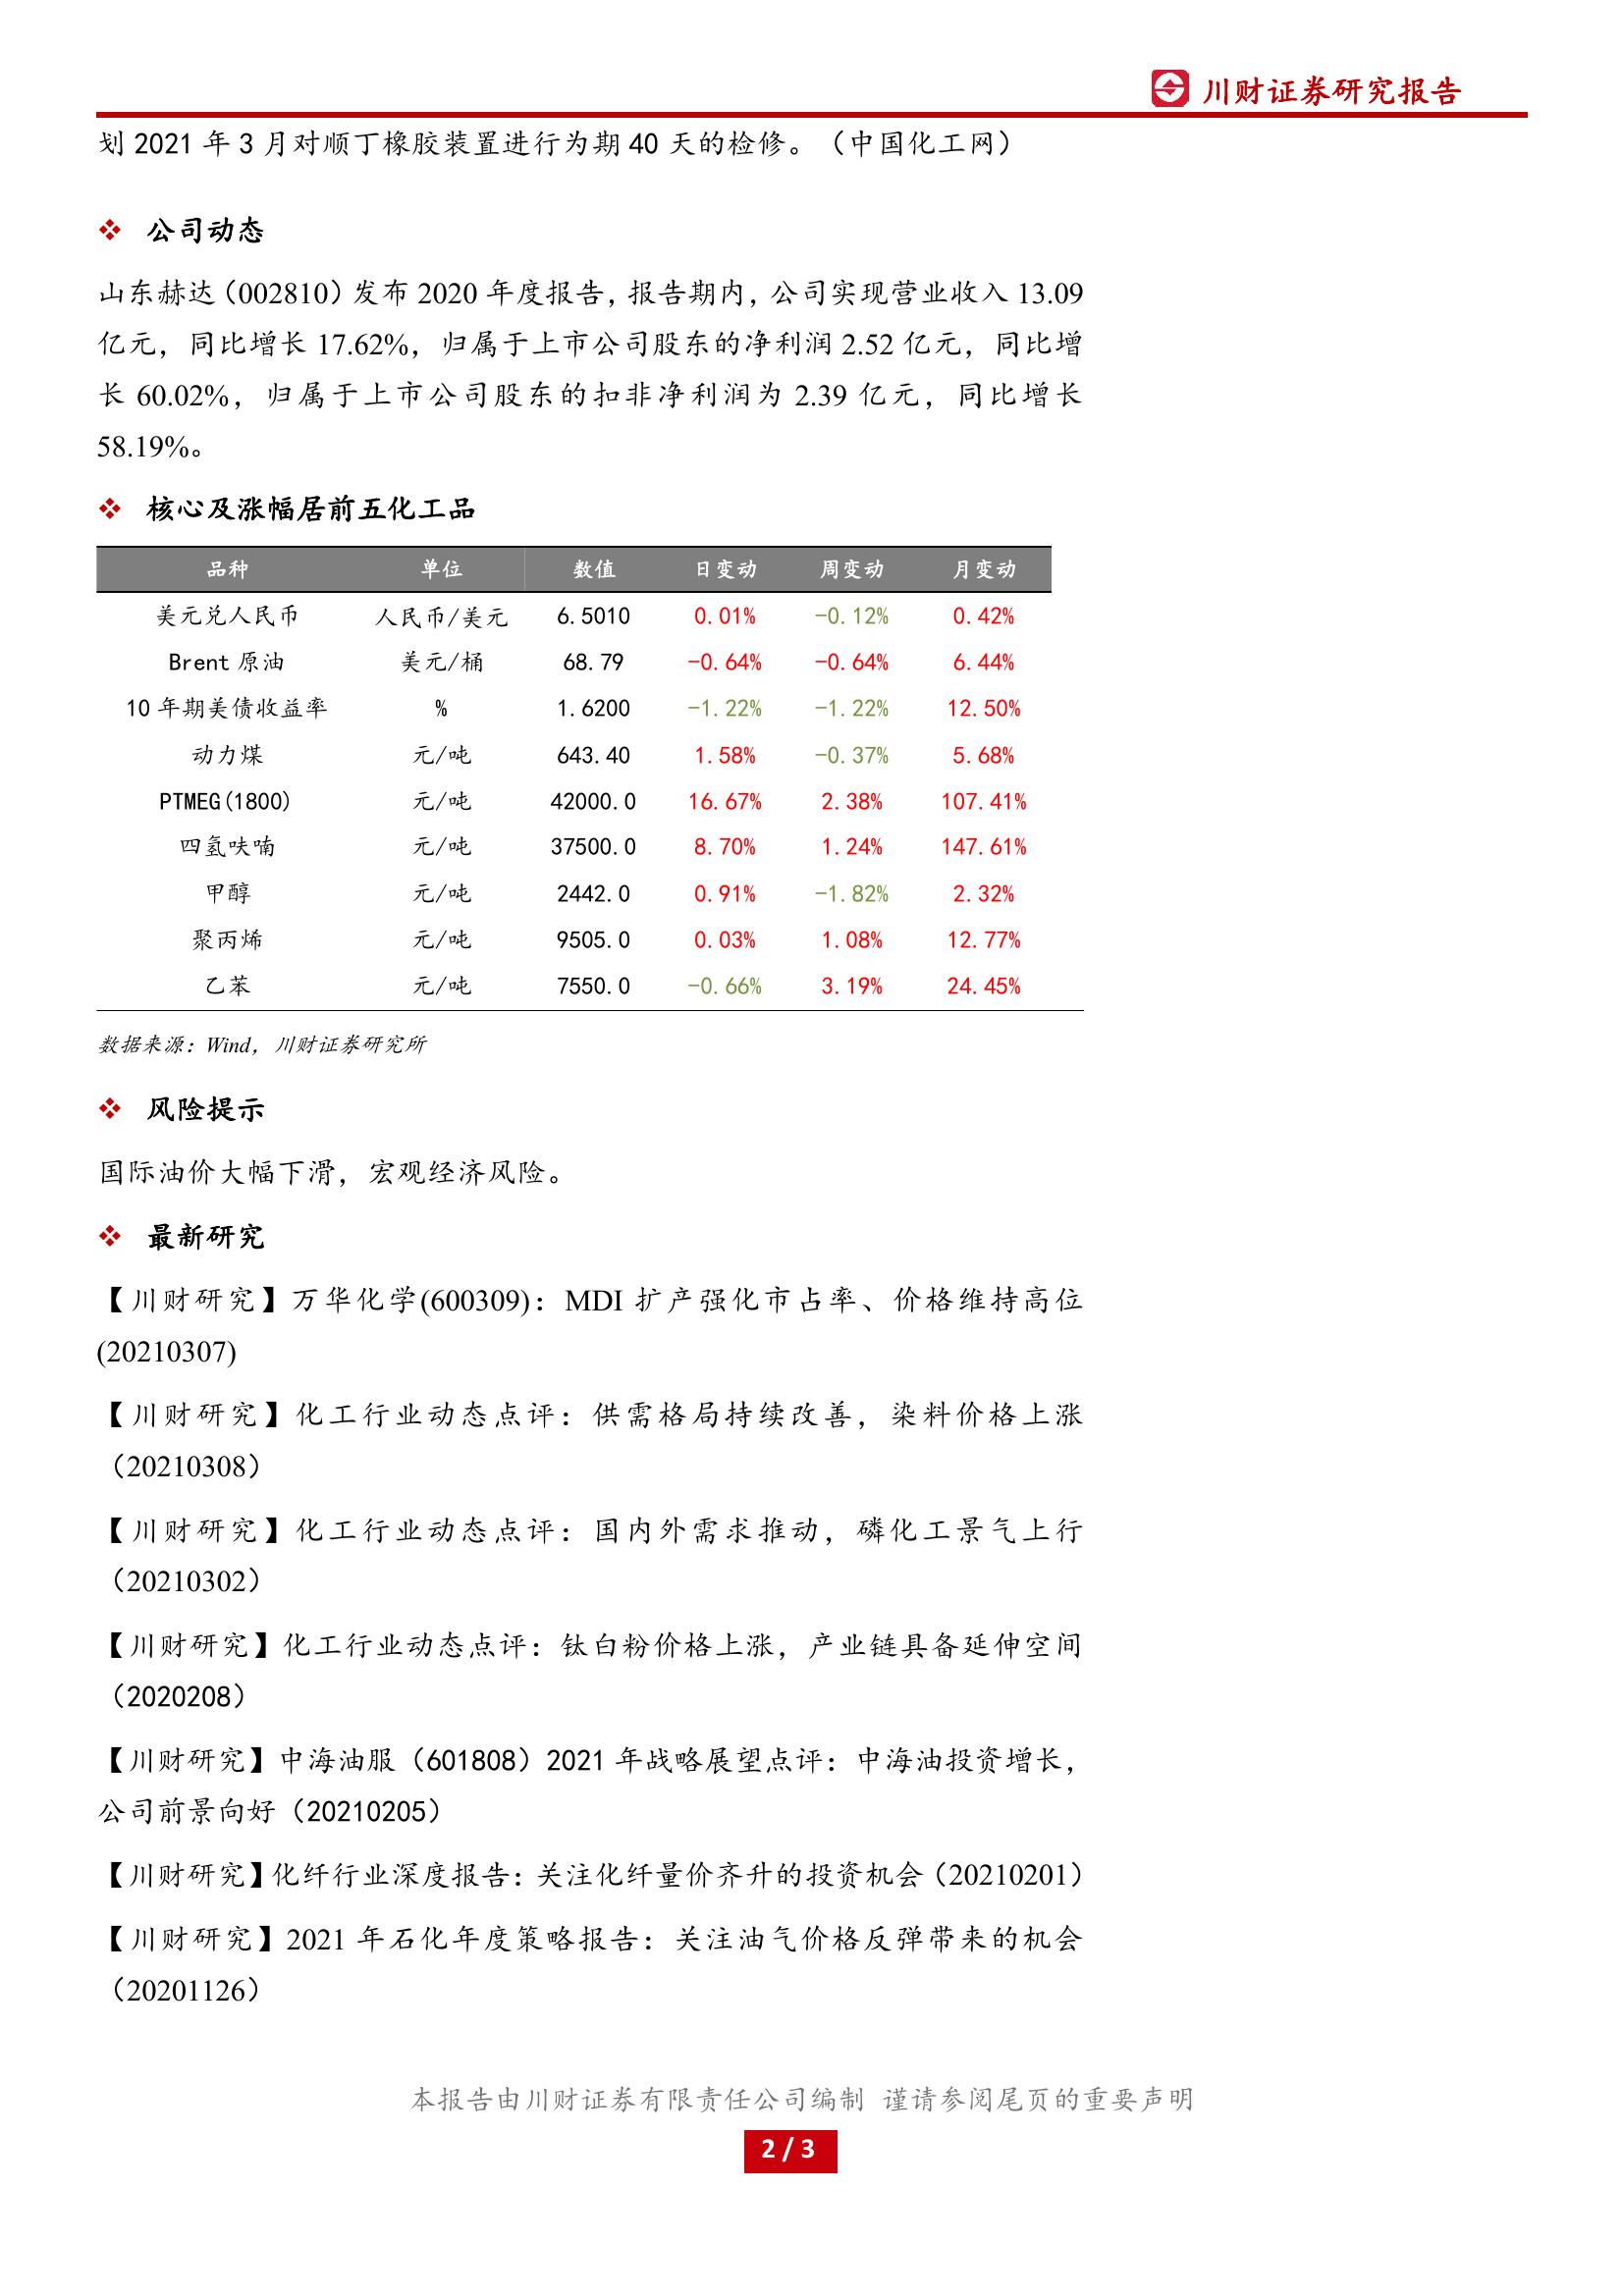 川财证券研究报告
划 2021 年 3 月对顺丁橡胶装置进行为期 40 天的检修。（中国化工网）
❖ 公司动态
山东赫达（002810）发布 2020 年度报告，报告期内，公司实现营业收入 13.09
亿元，同比增长 17.62%，归属于上市公司股东的净利润 2.52 亿元，同比增
长 60.02%，归属于上市公司股东的扣非净利润为 2.39 亿元，同比增长
58.19%。
❖ 核心及涨幅居前五化工品
品种 单位 数值 日变动 周变动 月变动
美元兑人民币 人民币/美元 6.5010 0.01% -0.12% 0.42%
Brent 原油 美元/桶 68.79 -0.64% -0.64% 6.44%
10 年期美债收益率 % 1.6200 -1.22% -1.22% 12.50%
动力煤 元/吨 643.40 1.58% -0.37% 5.68%
PTMEG(1800) 元/吨 42000.0 16.67% 2.38% 107.41%
四氢呋喃 元/吨 37500.0 8.70% 1.24% 147.61%
甲醇 元/吨 2442.0 0.91% -1.82% 2.32%
聚丙烯 元/吨 9505.0 0.03% 1.08% 12.77%
乙苯 元/吨 7550.0 -0.66% 3.19% 24.45%
数据来源：Wind，川财证券研究所
❖ 风险提示
国际油价大幅下滑，宏观经济风险。
❖ 最新研究
【川财研究】万华化学(600309)：MDI 扩产强化市占率、价格维持高位
(20210307)
【川财研究】化工行业动态点评：供需格局持续改善，染料价格上涨
（20210308）
【川财研究】化工行业动态点评：国内外需求推动，磷化工景气上行
（20210302）
【川财研究】化工行业动态点评：钛白粉价格上涨，产业链具备延伸空间
（2020208）
【川财研究】中海油服（601808）2021 年战略展望点评：中海油投资增长，
公司前景向好（20210205）
【川财研究】化纤行业深度报告：关注化纤量价齐升的投资机会（20210201）
【川财研究】2021 年石化年度策略报告：关注油气价格反弹带来的机会
（20201126）
本报告由川财证券有限责任公司编制 谨请参阅尾页的重要声明
2 / 3